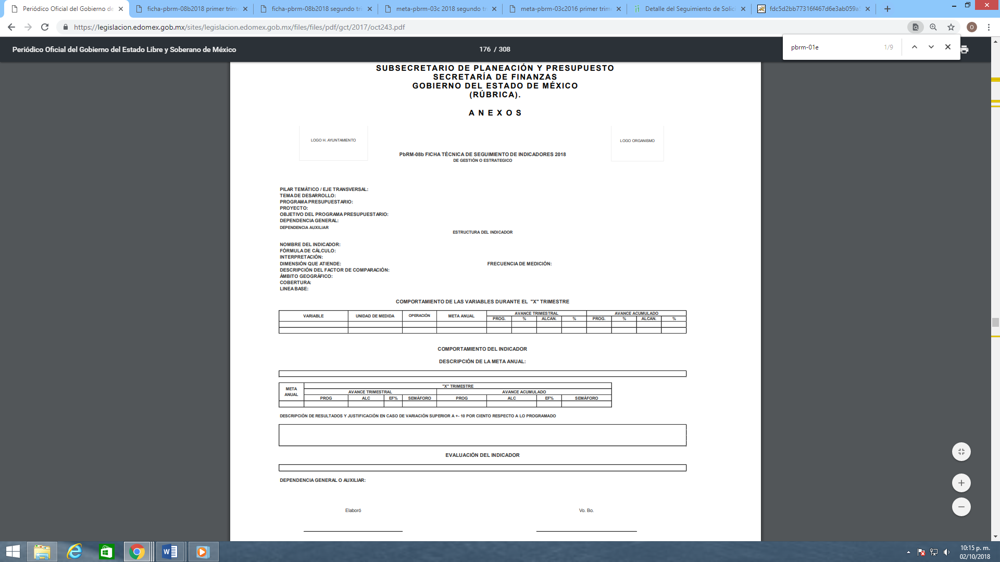 Periódico Oficial del Gobierno de
ficha-pbrm-08b2018 primer trim
ficha-pbrm-08b2018 segundo tri
meta-pbrm-03c 2018 segundo t
meta-pbrm-03c2016 primer trim
Detalle del Seguimiento de Solic
fdc5d2bb77316f467d6e3ab059a
https://legislacion.edomex.gob.mx/sites/legislacion.edomex.gob.mx/files/files/pdf/gct/2017/oct243.pdf
O
Periódico Oficial del Gobierno del Estado Libre y Soberano de México
176 / 308
pbrm-01e
1/9
SUBSECRETARIO DE PLANEACIÓN Y PRESUPUESTO
SECRETARÍA DE FINANZAS
GOBIERNO DEL ESTADO DE MÉXICO
(RÚBRICA).
A N E X O S
LOGO H. AYUNTAMIENTO
LOGO ORGANISMO
PbRM-08b FICHA TÉCNICA DE SEGUIMIENTO DE INDICADORES 2018
DE GESTIÓN O ESTRATEGICO
PILAR TEMÁTICO / EJE TRANSVERSAL:
TEMA DE DESARROLLO:
PROGRAMA PRESUPUESTARIO:
PROYECTO:
OBJETIVO DEL PROGRAMA PRESUPUESTARIO:
DEPENDENCIA GENERAL:
DEPENDENCIA AUXILIAR
ESTRUCTURA DEL INDICADOR
NOMBRE DEL INDICADOR:
FÓRMULA DE CÁLCULO:
INTERPRETACIÓN:
DIMENSIÓN QUE ATIENDE: FRECUENCIA DE MEDICIÓN:
DESCRIPCIÓN DEL FACTOR DE COMPARACIÓN:
ÁMBITO GEOGRÁFICO:
COBERTURA:
LINEA BASE:
COMPORTAMIENTO DE LAS VARIABLES DURANTE EL "X" TRIMESTRE
VARIABLE UNIDAD DE MEDIDA OPERACIÓN META ANUAL AVANCE TRIMESTRAL AVANCE ACUMULADO
PROG. % ALCAN. % PROG. % ALCAN. %
COMPORTAMIENTO DEL INDICADOR
DESCRIPCIÓN DE LA META ANUAL:
META ANUAL "X" TRIMESTRE
AVANCE TRIMESTRAL AVANCE ACUMULADO
PROG ALC EF% SEMÁFORO PROG ALC EF% SEMÁFORO
DESCRIPCIÓN DE RESULTADOS Y JUSTIFICACIÓN EN CASO DE VARIACIÓN SUPERIOR A +- 10 POR CIENTO RESPECTO A LO PROGRAMADO
EVALUACIÓN DEL INDICADOR
DEPENDENCIA GENERAL O AUXILIAR:
Elaboró Vo. Bo.
10:15 p. m.
02/10/2018